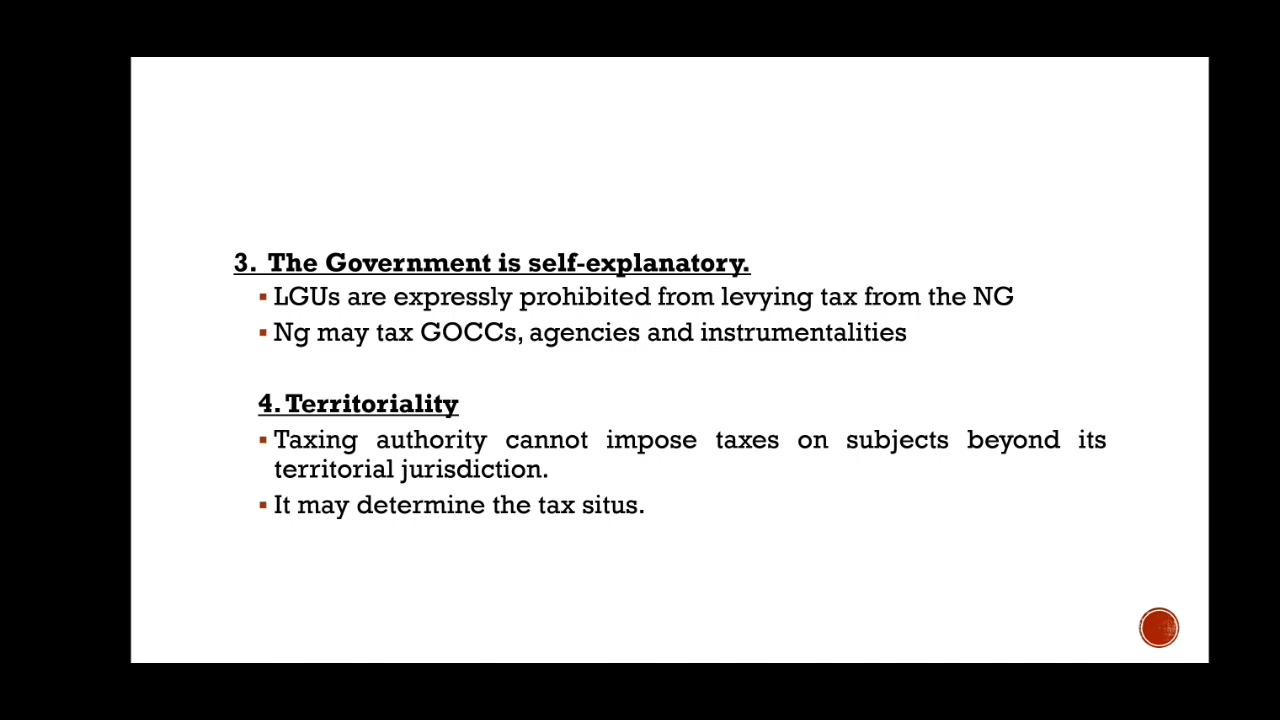 3. The Government is self-explanatory.
▪ LGUs are expressly prohibited from levying tax from the NG
▪ Ng may tax GOCCs, agencies and instrumentalities
4. Territoriality
▪ Taxing authority cannot impose taxes on subjects beyond its
territorial jurisdiction.
▪ It may determine the tax situs.